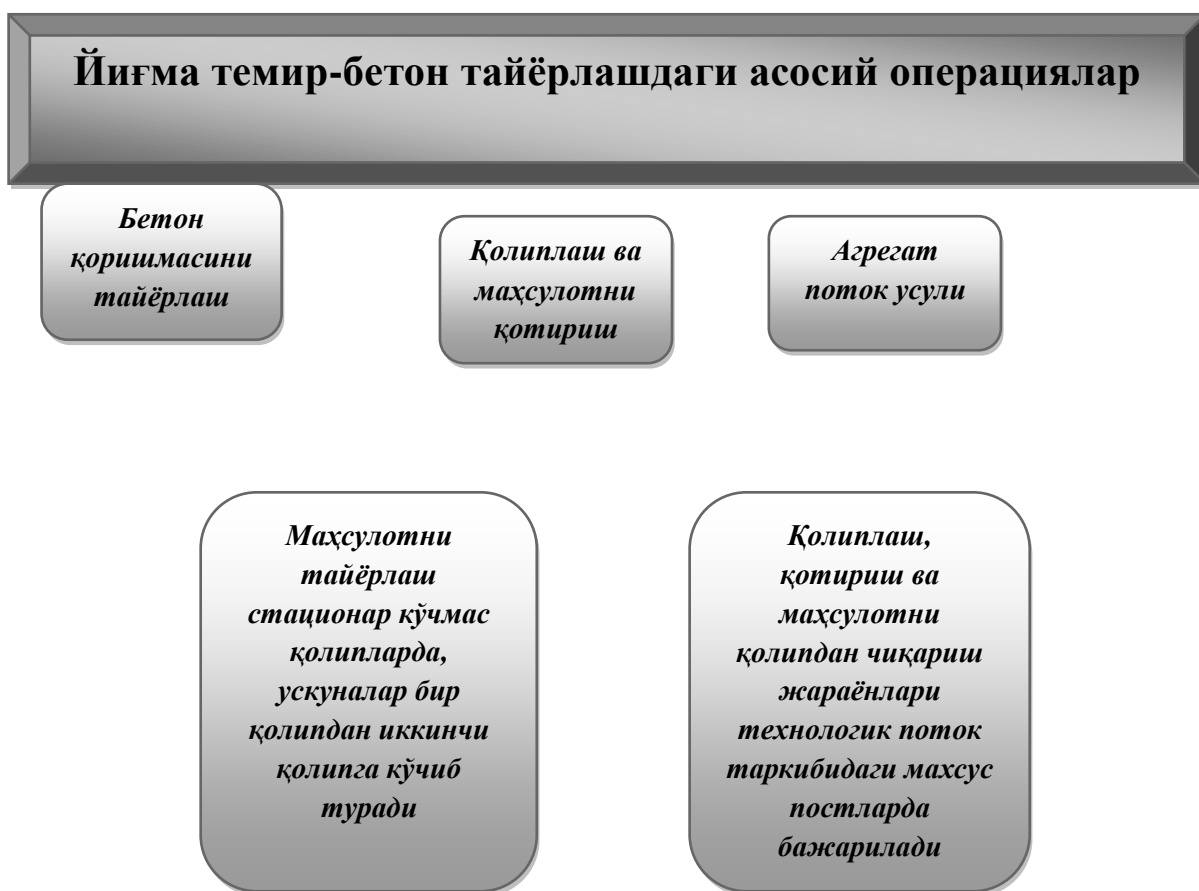 Йиғма темир-бетон тайёрлашдаги асосий операциялар
Бетон
қоришмасини
тайёрлаш
Қолиплаш ва
маҳсулотни
қотириш
Агрегат
поток усули
Маҳсулотни
тайёрлаш
стационар кўчмас
қолипларда,
ускуналар бир
қолипдан иккинчи
қолипга кўчиб
туради
Қолиплаш,
қотириш ва
маҳсулотни
қолипдан чиқариш
жараёнлари
технологик поток
таркибидаги махсус
постларда
бажарилади